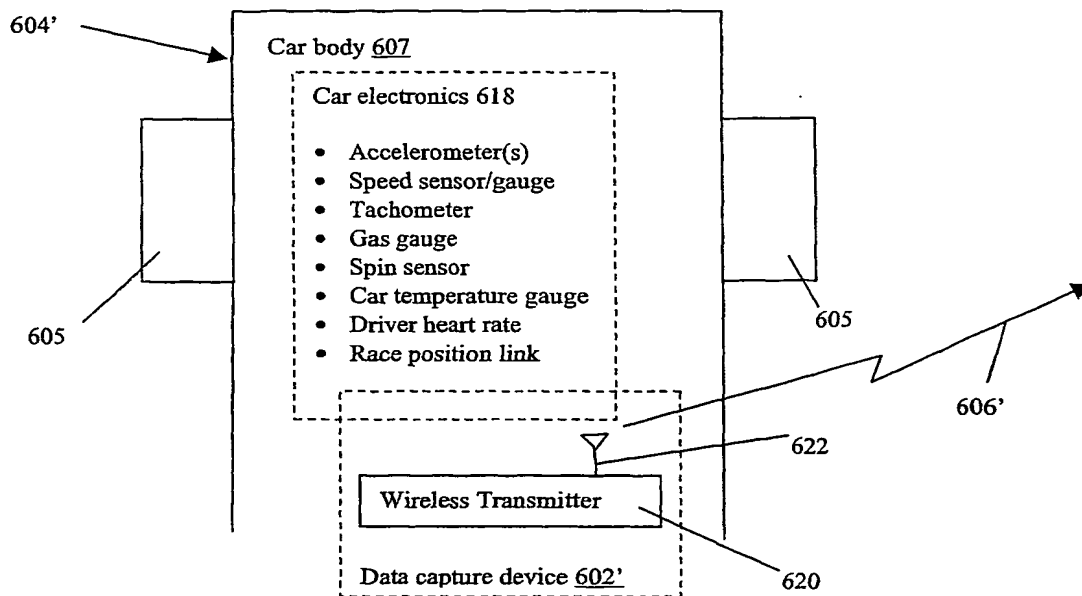 604’
Car body 607
Car electronics 618
• Accelerometer(s)
• Speed sensor/gauge
• Tachometer
• Gas gauge
• Spin sensor
• Car temperature gauge
• Driver heart rate
• Race position link
605
605
606’
622
Wireless Transmitter
Data capture device 602’
620